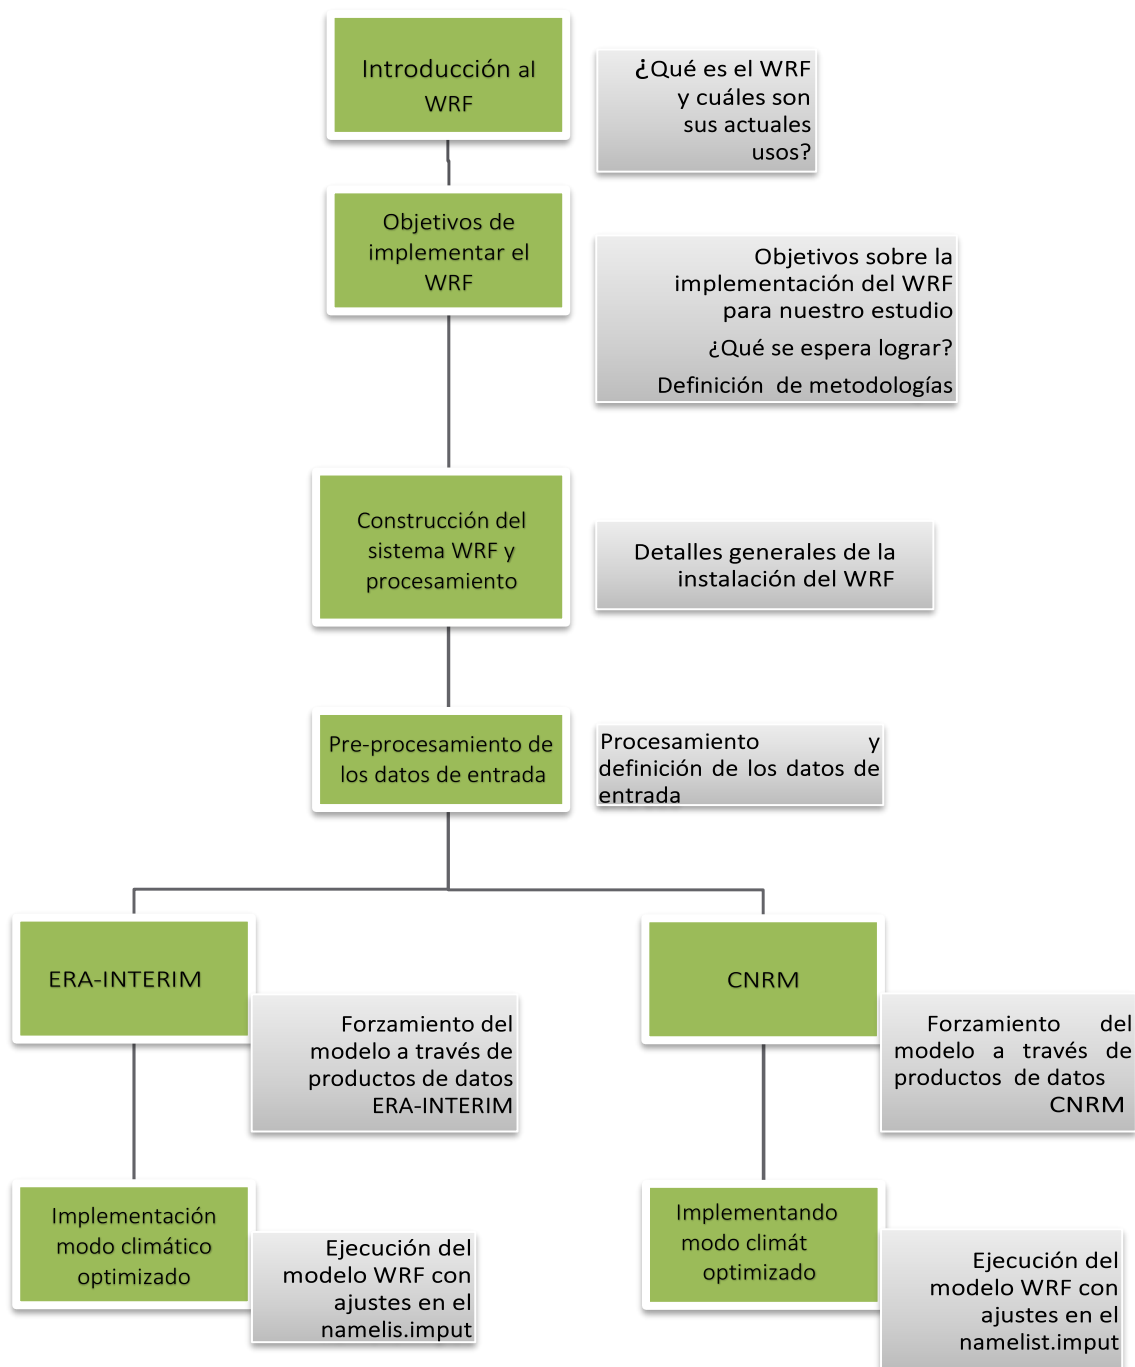 Introducción al
WRF
¿Qué es el WRF
y cuáles son
sus actuales
usos?
Objetivos de
implementar el
WRF
Objetivos sobre la
implementación del WRF
para nuestro estudio
¿Qué se espera lograr?
Definición de metodologías
Construcción del
sistema WRF y
procesamiento
Detalles generales de la
instalación del WRF
Pre-procesamiento de
los datos de entrada
Procesamiento y
definición de los datos de
entrada
ERA-INTERIM
Forzamiento del
modelo a través de
productos de datos
ERA-INTERIM
CNRM
Forzamiento del
modelo a través de
productos de datos
CNRM
Implementación
modo climático
optimizado
Ejecución del
modelo WRF con
ajustes en el
namelis.imput
Implementando
modo climát
optimizado
Ejecución del
modelo WRF con
ajustes en el
namelist.imput